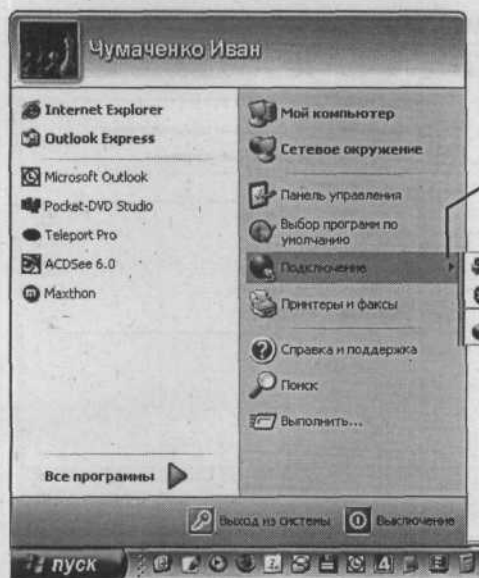 Чумаченко Иван
Internet Explorer
Outlook Express
Microsoft Outlook
Pocket-DVD Studio
Teleport Pro
ACDSee 6.0
Maxthon
Все программы
Мой компьютер
Сетевое окружение
Панель управления
Выбор программ по
умолчанию
Подключение
Принтеры и факсы
Справка и поддержка
Поиск
Выполнить...
Выход из системы
Выключение
пуск